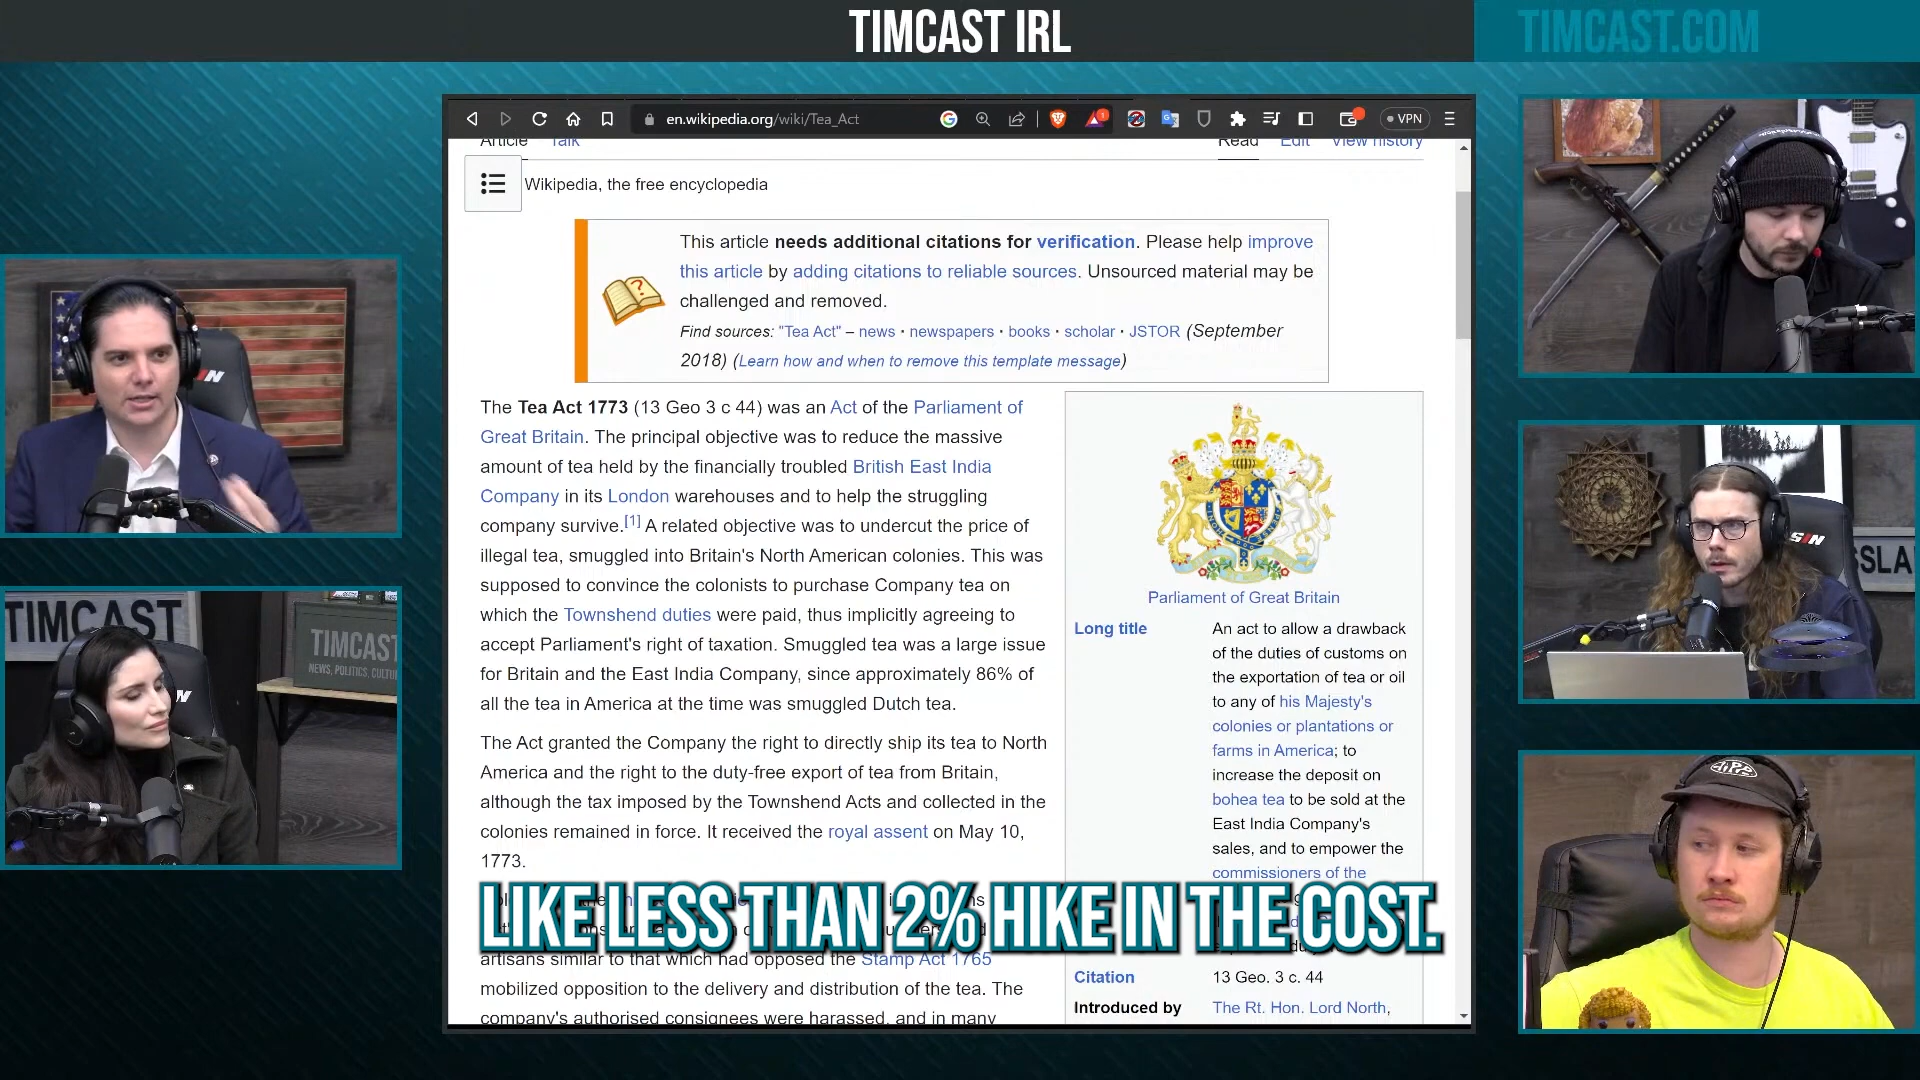 TIMCAST IRL
TIMCAST.COM
en.wikipedia.org/wiki/Tea_Act
1
VPN
Article Talk
Read Edit View history
Wikipedia, the free encyclopedia
This article needs additional citations for verification. Please help improve
this article by adding citations to reliable sources. Unsourced material may be
challenged and removed.
Find sources: "Tea Act" – news · newspapers · books · scholar · JSTOR (September
2018) (Learn how and when to remove this template message)
The Tea Act 1773 (13 Geo 3 c 44) was an Act of the Parliament of
Great Britain. The principal objective was to reduce the massive
amount of tea held by the financially troubled British East India
Company in its London warehouses and to help the struggling
company survive.[1] A related objective was to undercut the price of
illegal tea, smuggled into Britain's North American colonies. This was
supposed to convince the colonists to purchase Company tea on
which the Townshend duties were paid, thus implicitly agreeing to
accept Parliament's right of taxation. Smuggled tea was a large issue
for Britain and the East India Company, since approximately 86% of
all the tea in America at the time was smuggled Dutch tea.
The Act granted the Company the right to directly ship its tea to North
America and the right to the duty-free export of tea from Britain,
although the tax imposed by the Townshend Acts and collected in the
colonies remained in force. It received the royal assent on May 10,
1773.
artisans similar to that which had opposed the Stamp Act 1765
mobilized opposition to the delivery and distribution of the tea. The
company's authorised consignees were harassed, and in many
Parliament of Great Britain
Long title
An act to allow a drawback
of the duties of customs on
the exportation of tea or oil
to any of his Majesty's
colonies or plantations or
farms in America; to
increase the deposit on
bohea tea to be sold at the
East India Company's
sales, and to empower the
commissioners of the
Citation 13 Geo. 3 c. 44
Introduced by The Rt. Hon. Lord North,
LIKE LESS THAN 2% HIKE IN THE COST.
TIMCAST
TIMCAST
NEWS, POLITICS, CULTU